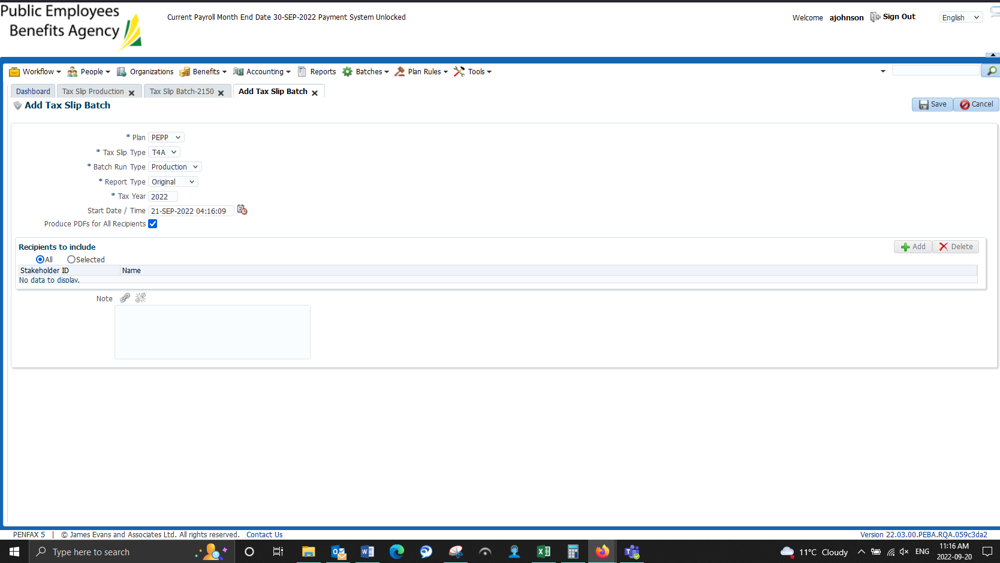 Public Employees
Benefits Agency
Current Payroll Month End Date 30-SEP-2022 Payment System Unlocked
Welcome ajohnson Sign Out English
Workflow People Organizations Benefits Accounting Reports Batches Plan Rules Tools
Dashboard Tax Slip Production Tax Slip Batch-2150 Add Tax Slip Batch
Add Tax Slip Batch
Save Cancel
* Plan PEPP
* Tax Slip Type T4A
* Batch Run Type Production
* Report Type Original
* Tax Year 2022
Start Date / Time 21-SEP-2022 04:16:09
Produce PDFs for All Recipients
Recipients to include
Add Delete
All Selected
Stakeholder ID Name
No data to display.
Note
PENFAX 5 | © James Evans and Associates Ltd. All rights reserved. Contact Us
Version 22.03.00.PEBA.RQA.059c3da2
Type here to search
11°C Cloudy
ENG
11:16 AM
2022-09-20